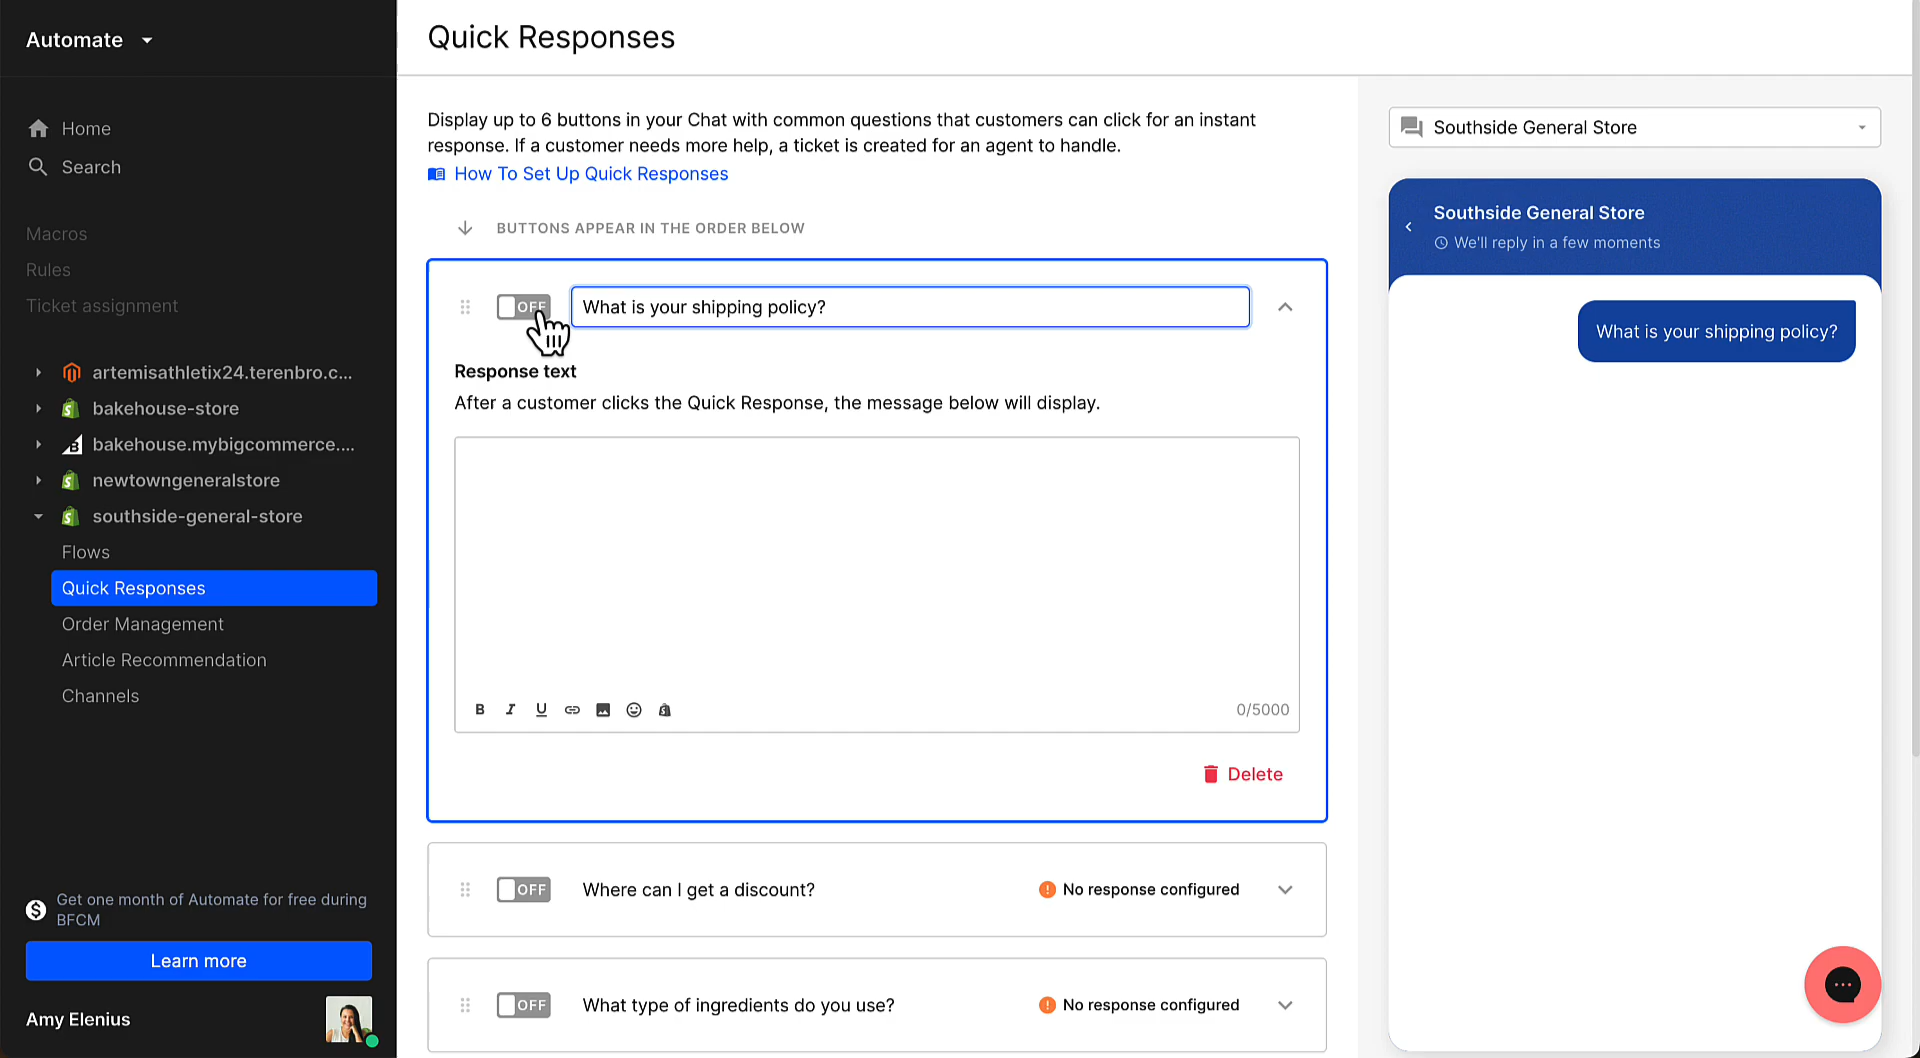 Automate
Home
Search
Macros
Rules
Ticket assignment
artemisathletix24.terenbro.c...
bakehouse-store
bakehouse.mybigcommerce....
newtowngeneralstore
southside-general-store
Flows
Quick Responses
Order Management
Article Recommendation
Channels
Get one month of Automate for free during
BFCM
Learn more
Amy Elenius
Quick Responses
Display up to 6 buttons in your Chat with common questions that customers can click for an instant
response. If a customer needs more help, a ticket is created for an agent to handle.
How To Set Up Quick Responses
BUTTONS APPEAR IN THE ORDER BELOW
OFF
What is your shipping policy?
Response text
After a customer clicks the Quick Response, the message below will display.
B I U
0/5000
Delete
OFF
Where can I get a discount?
No response configured
OFF
What type of ingredients do you use?
No response configured
Southside General Store
Southside General Store
We'll reply in a few moments
What is your shipping policy?